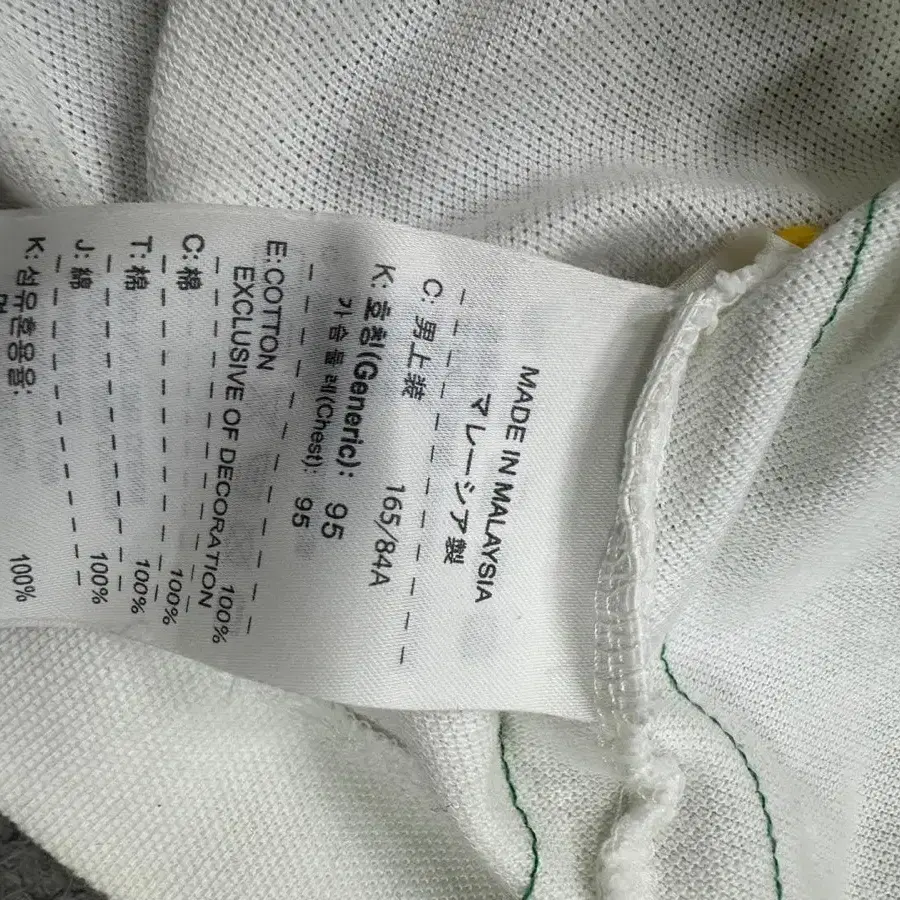 MADE IN MALAYSIA
マレーシア製
C: 男上装 165/84A
K: 호칭(Generic): 95
가슴둘레(Chest): 95
E: COTTON 100%
EXCLUSIVE OF DECORATION
C: 棉 100%
T: 棉 100%
J: 綿 100%
K: 섬유혼용율:
면 100%